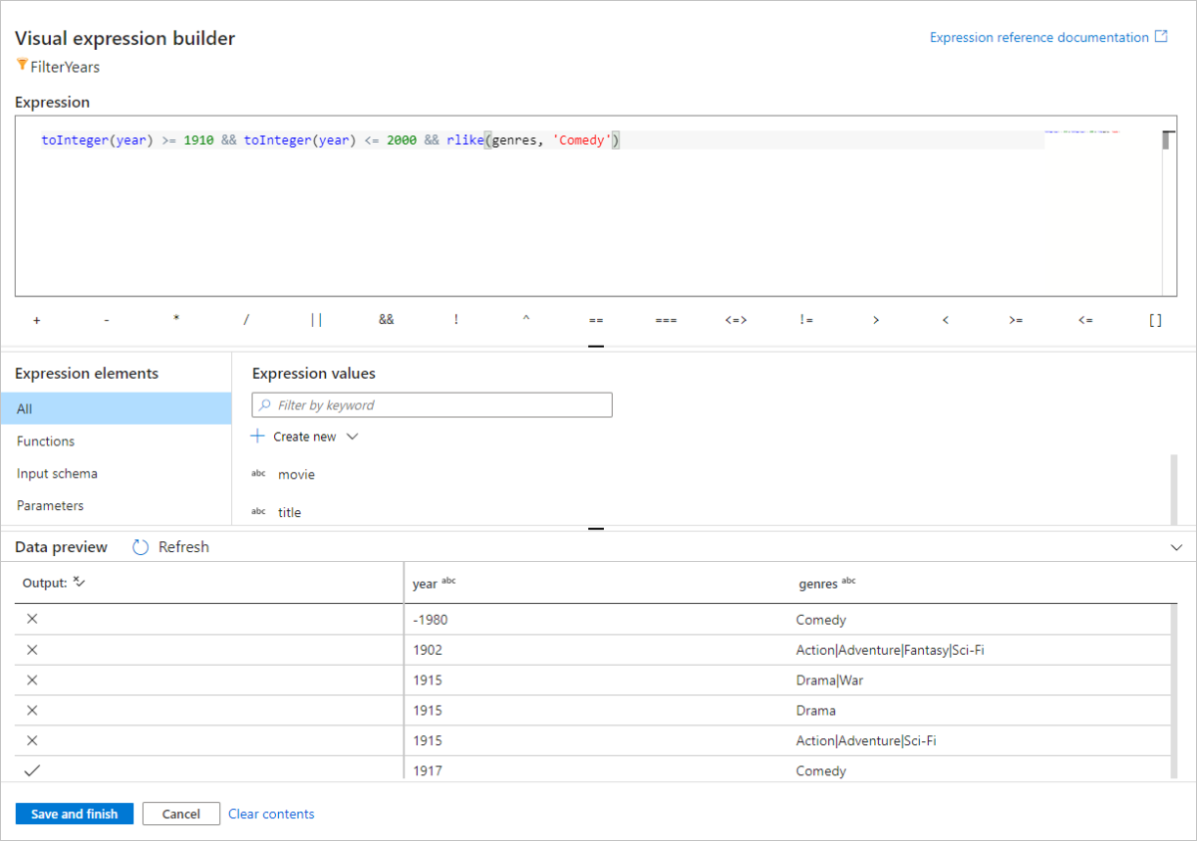 Visual expression builder
Expression reference documentation
FilterYears
Expression
toInteger(year) >= 1910 && toInteger(year) <= 2000 && rlike(genres, 'Comedy')
+ - * / || && ! ^ == === <=> != > < >= <= []
Expression elements
Expression values
All
Filter by keyword
Functions
Create new
Input schema
abc movie
Parameters
abc title
Data preview Refresh
Output: year abc genres abc
-1980 Comedy
1902 Action|Adventure|Fantasy|Sci-Fi
1915 Drama|War
1915 Drama
1915 Action|Adventure|Sci-Fi
1917 Comedy
Save and finish Cancel Clear contents